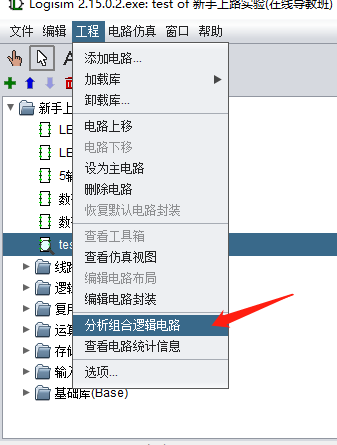 Logisim 2.15.0.2.exe: test of 新手上路实验(在线导教班)
文件 编辑 工程 电路仿真 窗口 帮助
添加电路...
加载库
卸载库...
新手上
电路上移
LE
电路下移
LE
设为主电路
5输
删除电路
数
恢复默认电路封装
数
查看工具箱
tes
查看仿真视图
线路
编辑电路布局
逻辑
编辑电路封装
复用
分析组合逻辑电路
运算
查看电路统计信息
存储
选项...
输入
基础库(Base)